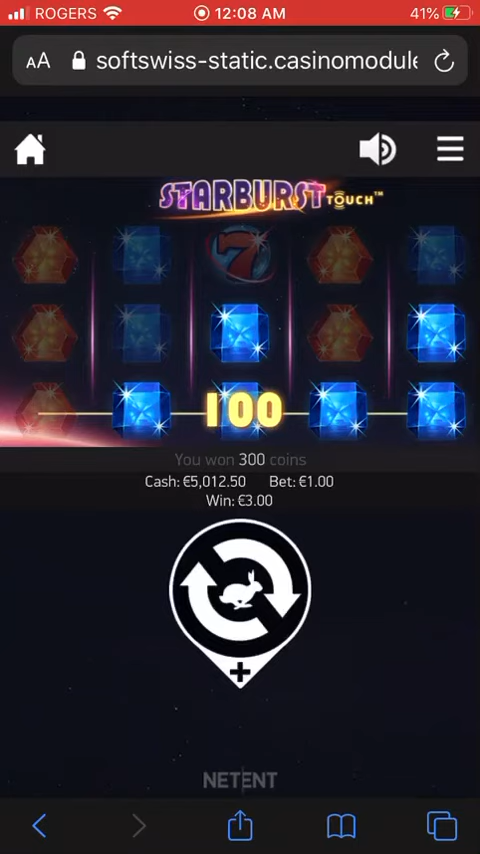 ROGERS 12:08 AM 41%
AA softswiss-static.casinomodule
STARBURST TOUCH™
7
100
You won 300 coins
Cash: €5,012.50 Bet: €1.00
Win: €3.00
NETENT